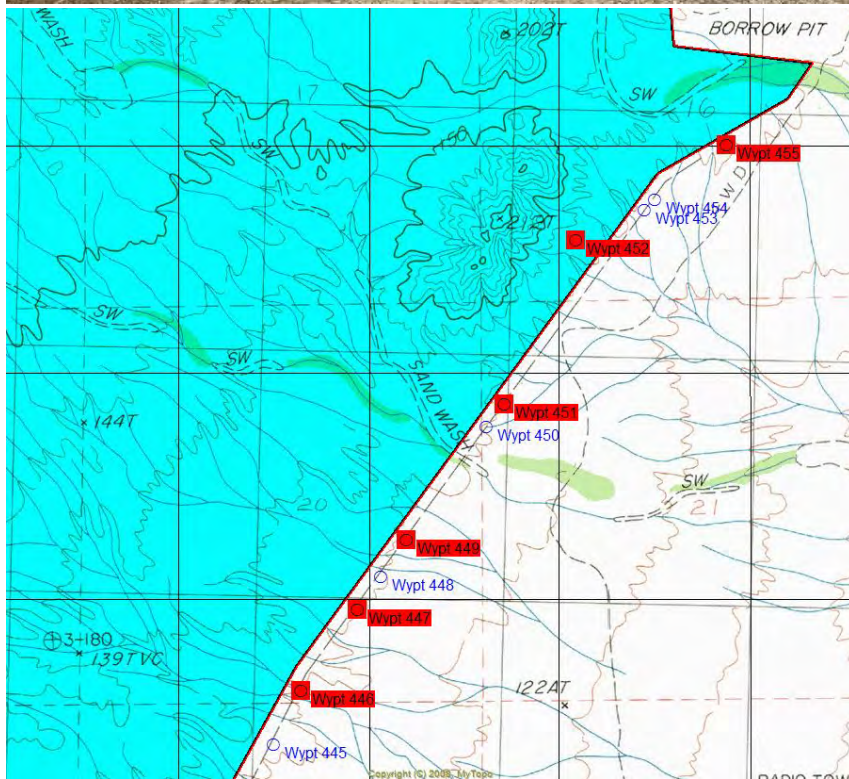 WASH
202T
BORROW PIT
17
SW
16
150
SW
Wypt 455
W D
Wypt 454
Wypt 453
212T
Wypt 452
SW
SW
SAND WASH
Wypt 451
144T
Wypt 450
SW
20
21
Wypt 449
Wypt 448
3-180
139TVC
Wypt 447
122AT
Wypt 446
Wypt 445
Copyright (C) 2008, MyTopo